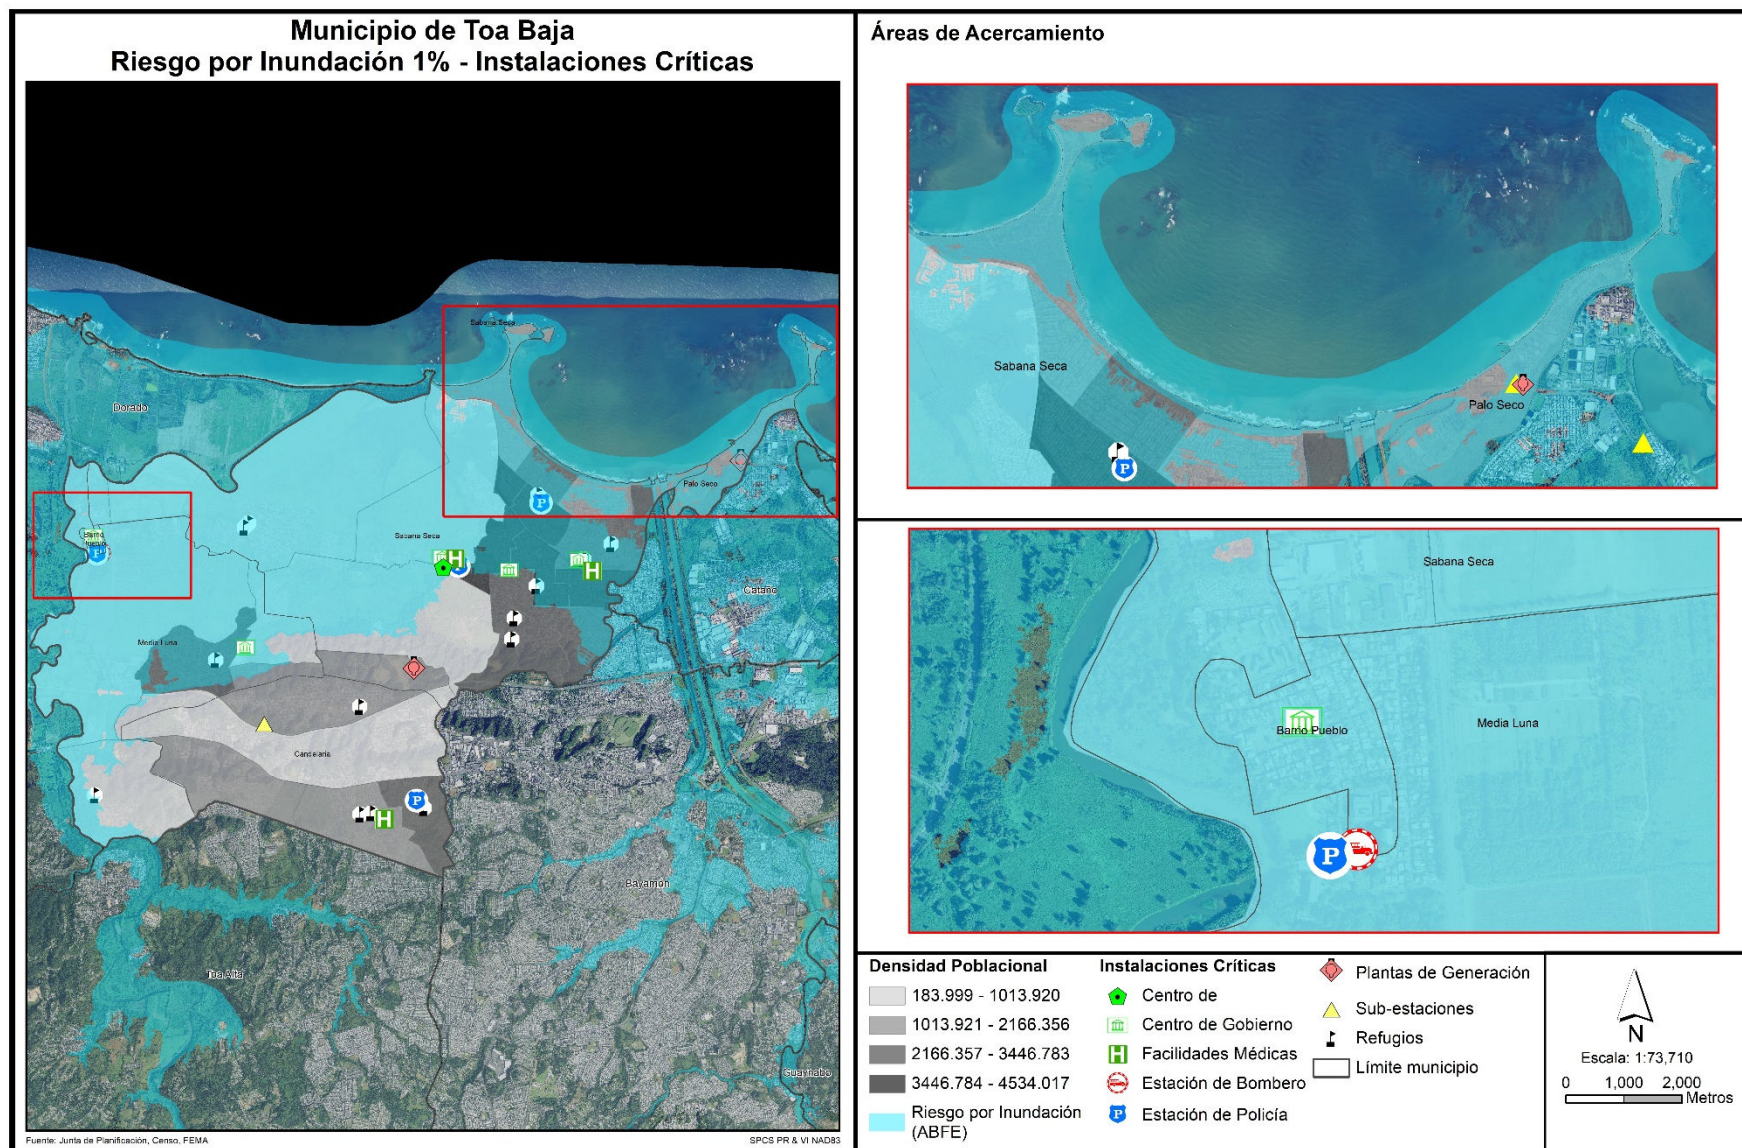 Municipio de Toa Baja
Riesgo por Inundación 1% - Instalaciones Críticas
Sabana Seca
Dorado
Palo Seco
Barrio
Pueblo
Sabana Seca
Cataño
Media Luna
Candelaria
Bayamón
Toa Alta
Guaynabo
Fuente: Junta de Planificación, Censo, FEMA
SPCS PR & VI NAD83
Áreas de Acercamiento
Sabana Seca
Palo Seco
Sabana Seca
Barrio Pueblo
Media Luna
Densidad Poblacional
183.999 - 1013.920
1013.921 - 2166.356
2166.357 - 3446.783
3446.784 - 4534.017
Riesgo por Inundación
(ABFE)
Instalaciones Críticas
Centro de
Centro de Gobierno
H Facilidades Médicas
Estación de Bombero
P Estación de Policía
Plantas de Generación
Sub-estaciones
Refugios
Límite municipio
N
Escala: 1:73,710
0 1,000 2,000
Metros